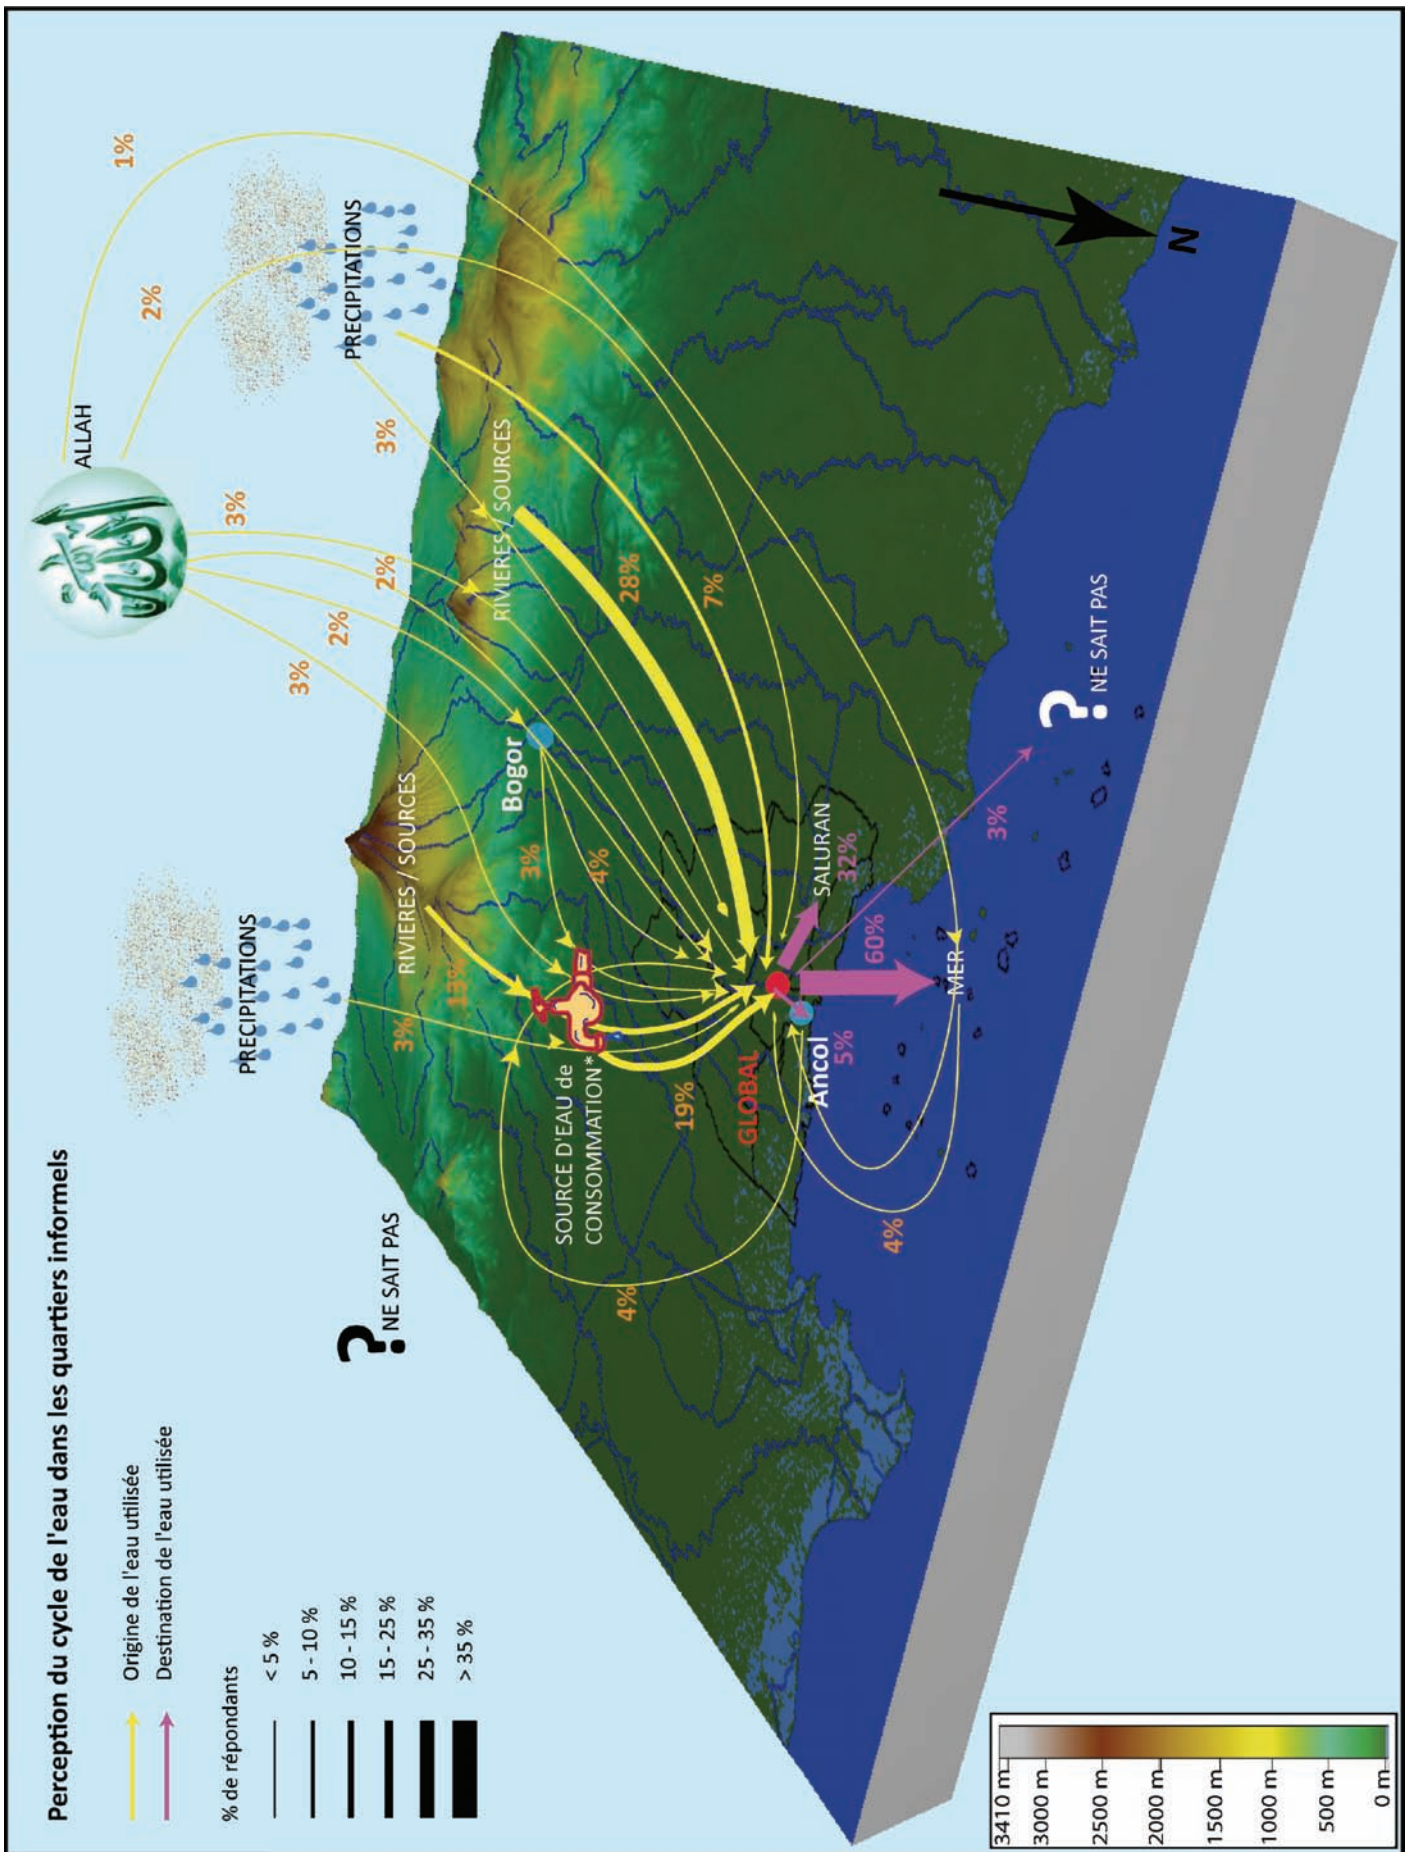 Perception du cycle de l'eau dans les quartiers informels
Origine de l'eau utilisée
Destination de l'eau utilisée
% de répondants
< 5 %
5 - 10 %
10 - 15 %
15 - 25 %
25 - 35 %
> 35 %
?
NE SAIT PAS
PRECIPITATIONS
ALLAH
الله
PRECIPITATIONS
1%
2%
3%
3%
2%
2%
3%
RIVIERES / SOURCES
RIVIERES / SOURCES
3%
13%
Bogor
3%
4%
28%
7%
SOURCE D'EAU de
CONSOMMATION*
19%
4%
GLOBAL
Ancol
5%
SALURAN
32%
60%
MER
4%
3%
?
NE SAIT PAS
N
3410 m
3000 m
2500 m
2000 m
1500 m
1000 m
500 m
0 m